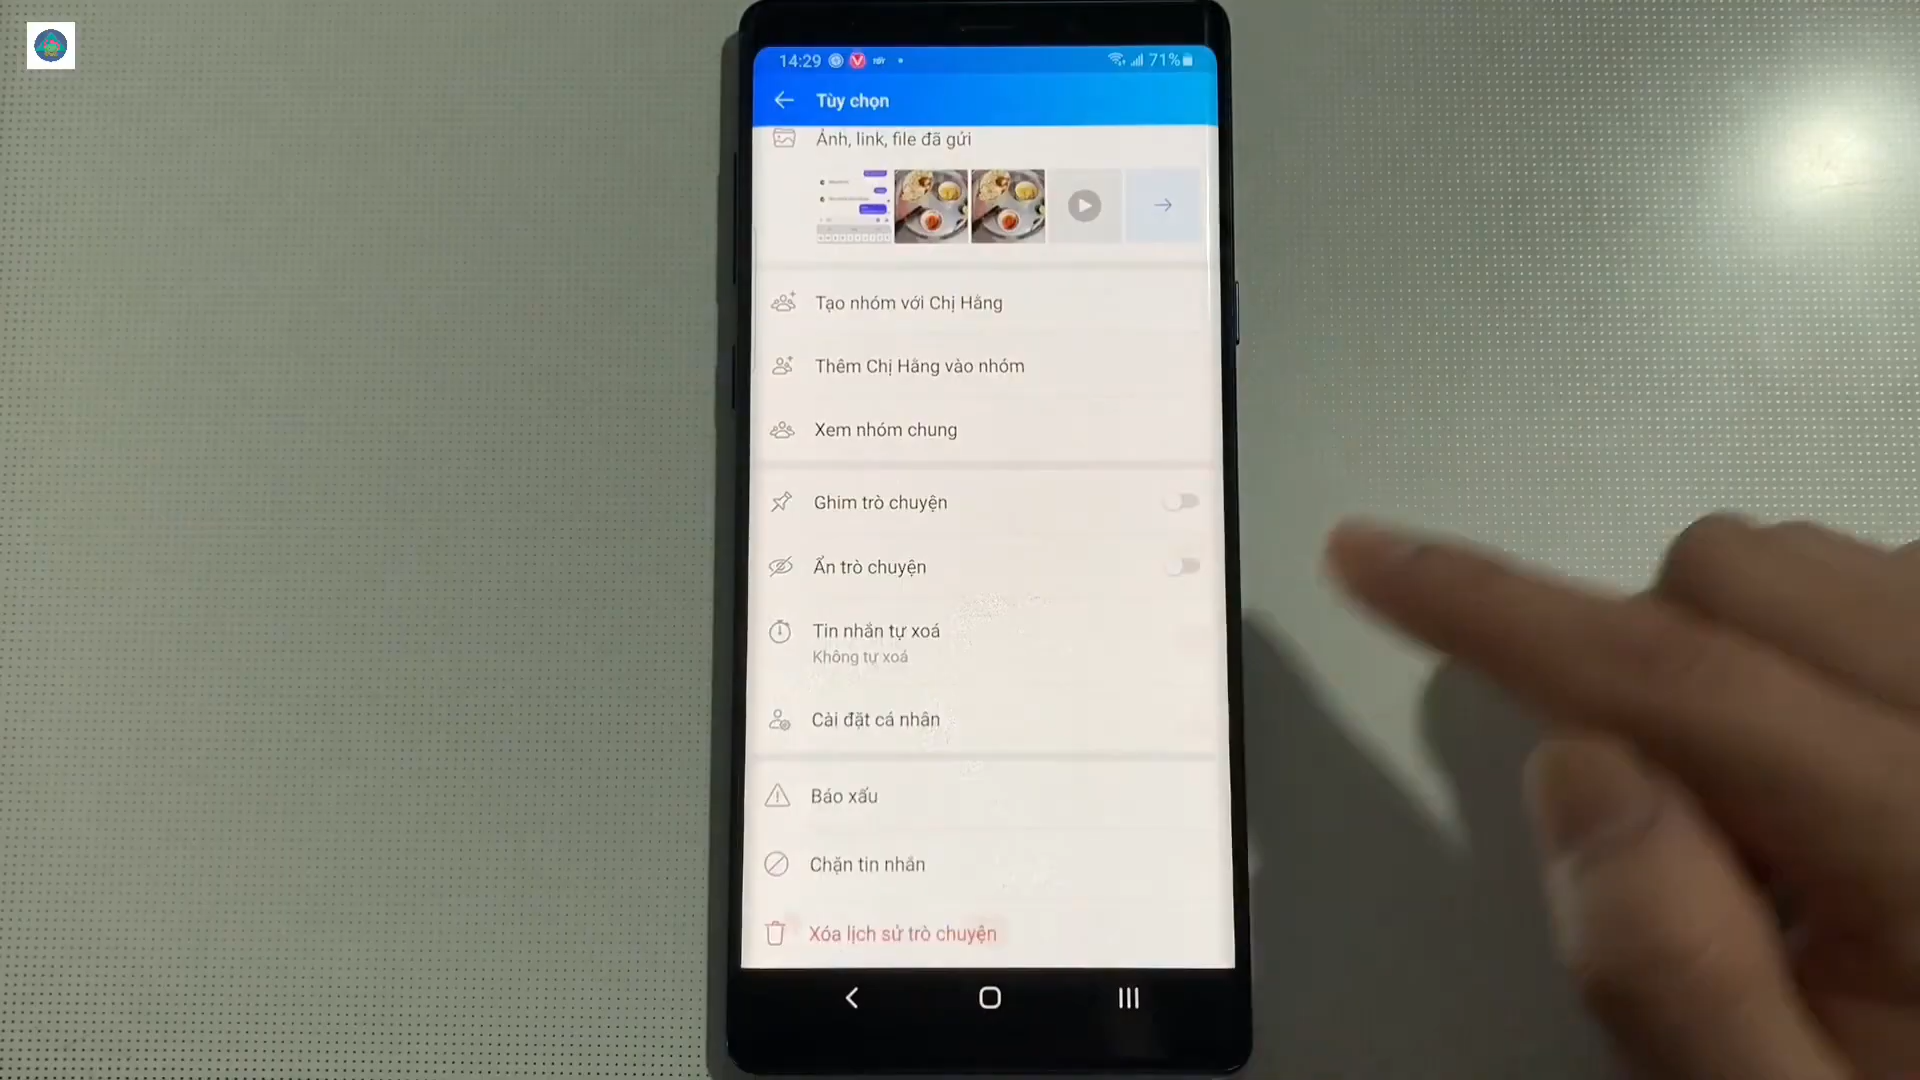 14:29
71%
Tùy chọn
Ảnh, link, file đã gửi
Tạo nhóm với Chị Hằng
Thêm Chị Hằng vào nhóm
Xem nhóm chung
Ghim trò chuyện
Ẩn trò chuyện
Tin nhắn tự xoá
Không tự xoá
Cài đặt cá nhân
Báo xấu
Chặn tin nhắn
Xóa lịch sử trò chuyện